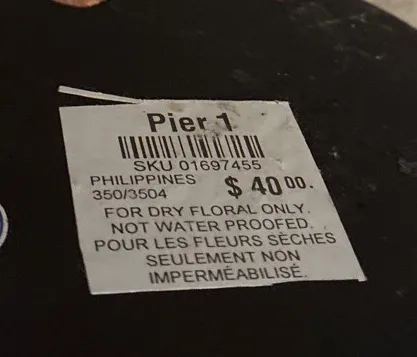 Pier 1
SKU 01697455
PHILIPPINES
350/3504 $40 00.
FOR DRY FLORAL ONLY.
NOT WATER PROOFED.
POUR LES FLEURS SÈCHES
SEULEMENT NON
IMPERMÉABILISÉ.